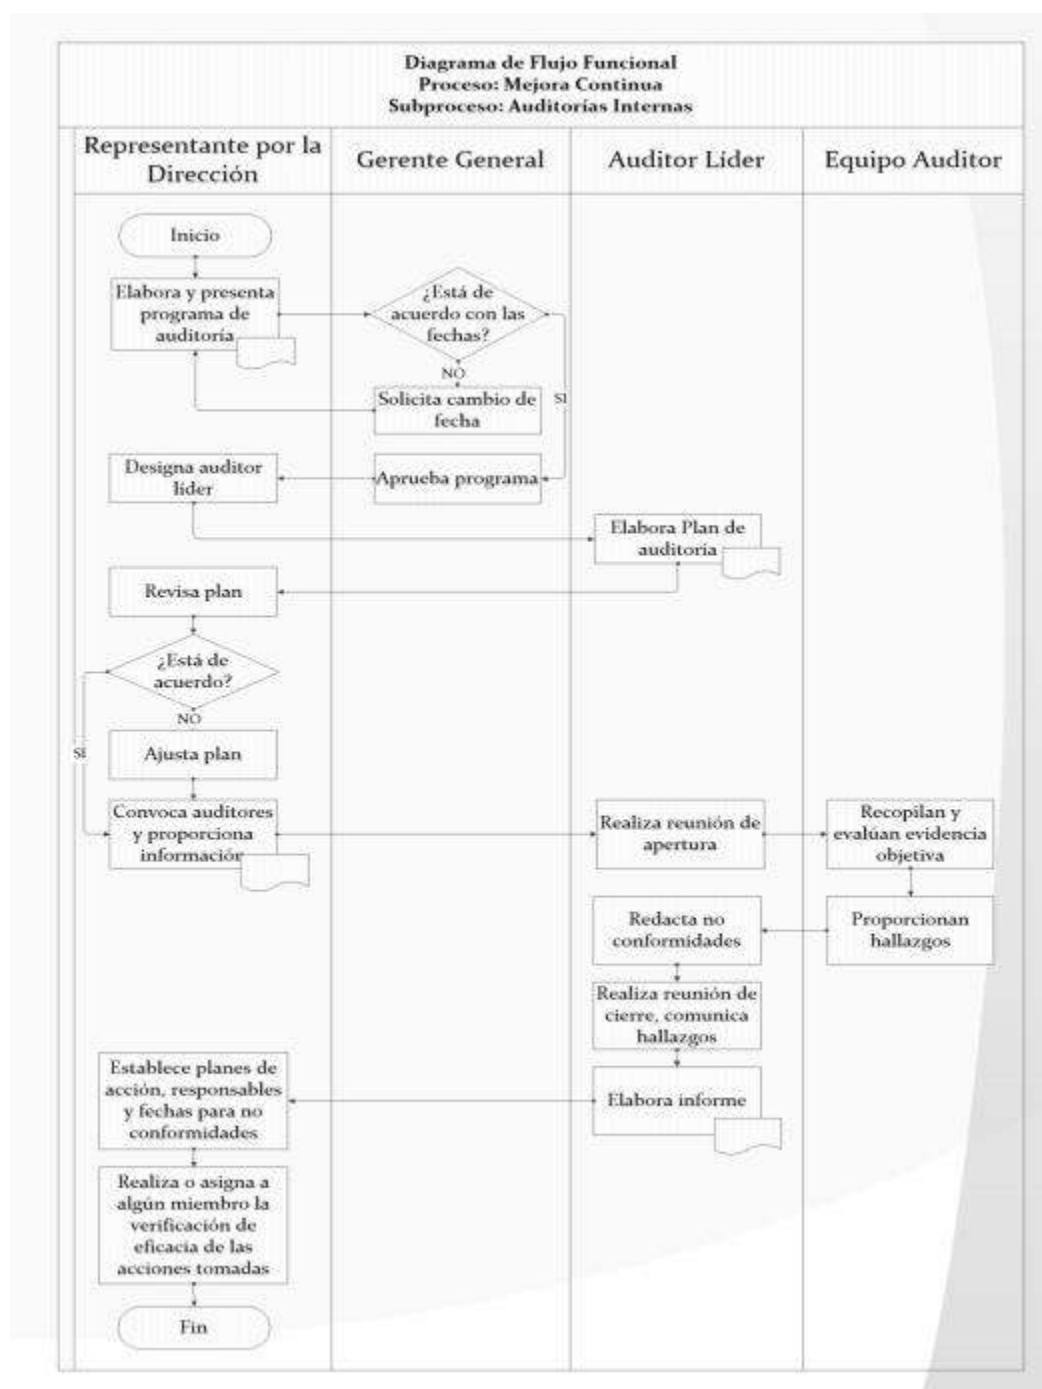 Diagrama de Flujo Funcional
Proceso: Mejora Continua
Subproceso: Auditorías Internas
Representante por la
Dirección
Gerente General
Auditor Líder
Equipo Auditor
Inicio
Elabora y presenta
programa de
auditoría
¿Está de
acuerdo con las
fechas?
NO
SI
Solicita cambio de
fecha
Aprueba programa
Designa auditor
líder
Elabora Plan de
auditoría
Revisa plan
¿Está de
acuerdo?
NO
SI
Ajusta plan
Convoca auditores
y proporciona
información
Realiza reunión de
apertura
Recopilan y
evalúan evidencia
objetiva
Proporcionan
hallazgos
Redacta no
conformidades
Realiza reunión de
cierre, comunica
hallazgos
Elabora informe
Establece planes de
acción, responsables
y fechas para no
conformidades
Realiza o asigna a
algún miembro la
verificación de
eficacia de las
acciones tomadas
Fin